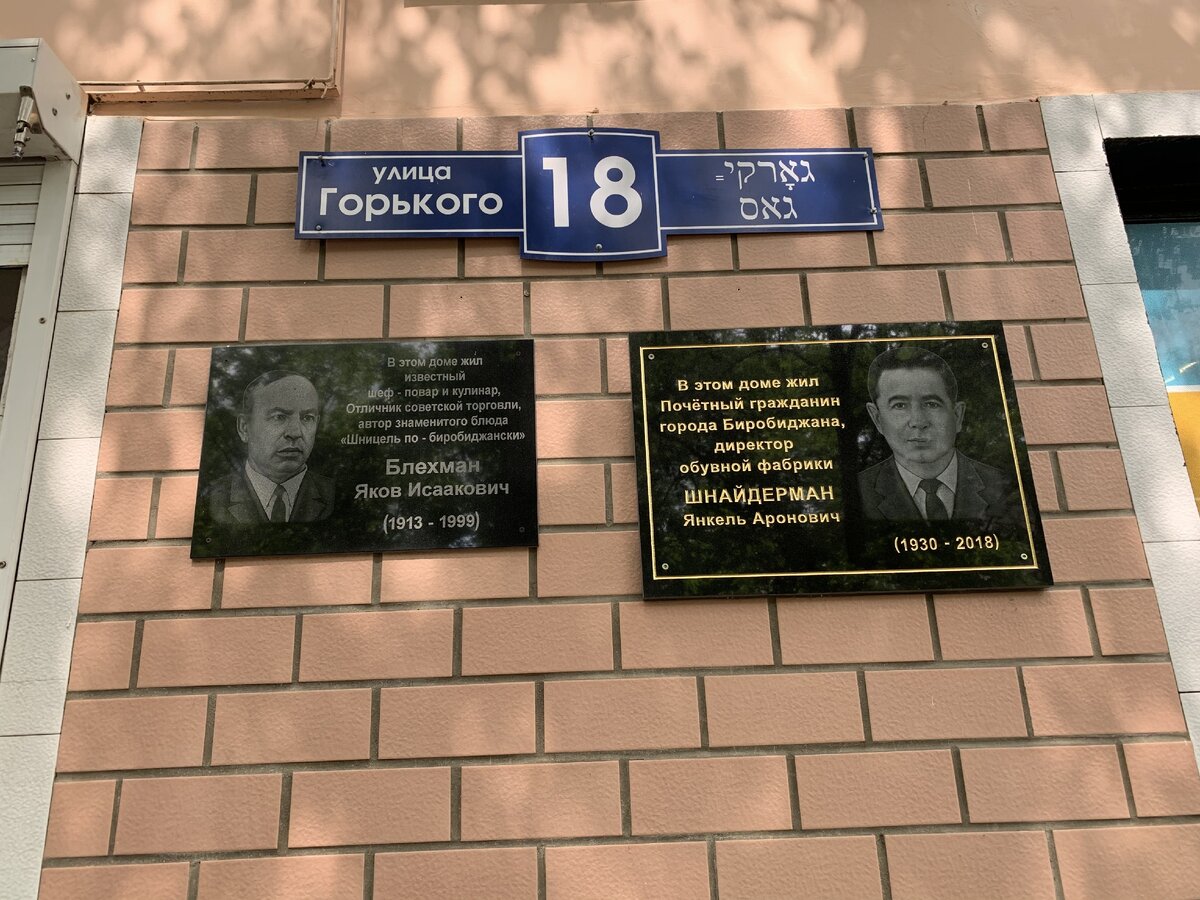 улица
Горького
18
גאָרקי=
גאס
В этом доме жил
известный
шеф - повар и кулинар,
Отличник советской торговли,
автор знаменитого блюда
«Шницель по - биробиджански»
Блехман
Яков Исаакович
(1913 - 1999)
В этом доме жил
Почётный гражданин
города Биробиджана,
директор
обувной фабрики
ШНАЙДЕРМАН
Янкель Аронович
(1930 - 2018)